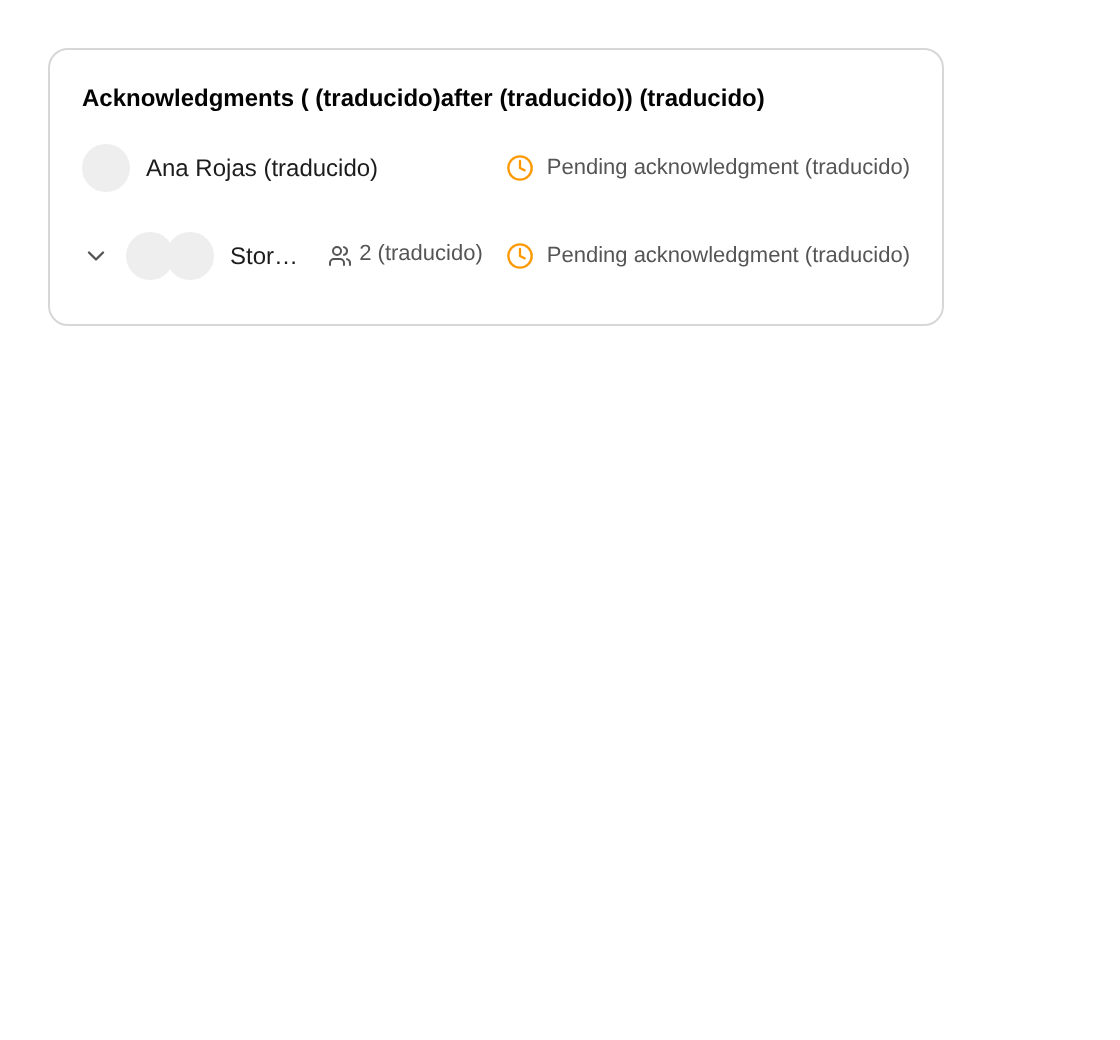 Acknowledgments ( (traducido)after (traducido)) (traducido)
Ana Rojas (traducido) Pending acknowledgment (traducido)
Stor… 2 (traducido) Pending acknowledgment (traducido)